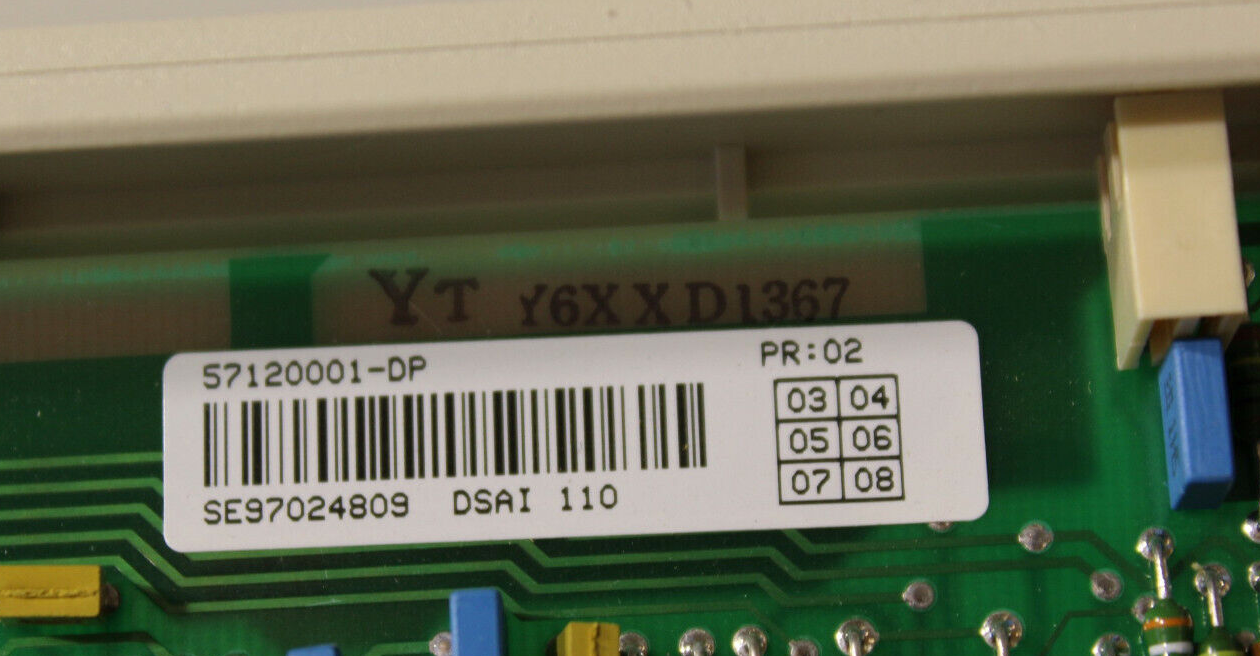 YT Y6XXD1367
57120001-DP
PR:02
03 04
05 06
07 08
SE97024809 DSAI 110